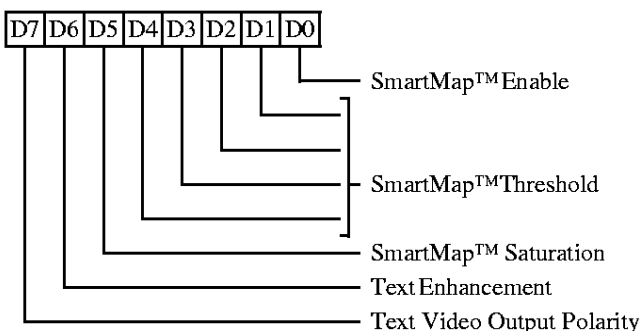 D7 D6 D5 D4 D3 D2 D1 D0
SmartMap™ Enable
SmartMap™ Threshold
SmartMap™ Saturation
Text Enhancement
Text Video Output Polarity